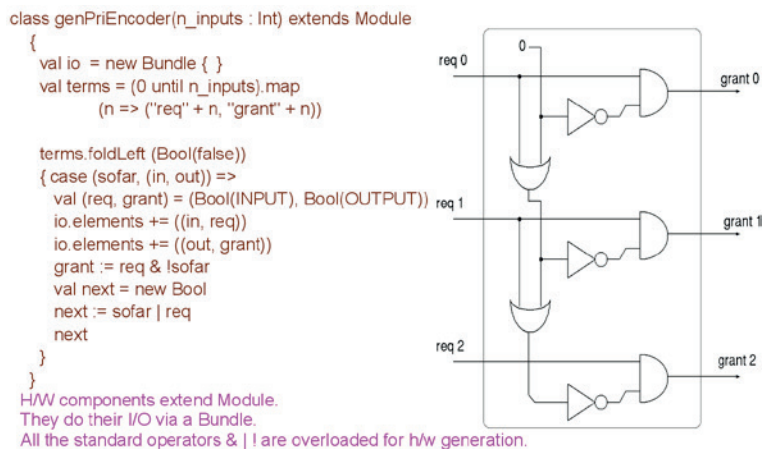 class genPriEncoder(n_inputs : Int) extends Module
{
val io = new Bundle { }
val terms = (0 until n_inputs).map
(n => ("req" + n, "grant" + n))
terms.foldLeft (Bool(false))
{ case (sofar, (in, out)) =>
val (req, grant) = (Bool(INPUT), Bool(OUTPUT))
io.elements += ((in, req))
io.elements += ((out, grant))
grant := req & !sofar
val next = new Bool
next := sofar | req
next
}
}
H/W components extend Module.
They do their I/O via a Bundle.
All the standard operators & | ! are overloaded for h/w generation.
0
req 0
grant 0
req 1
grant 1
req 2
grant 2